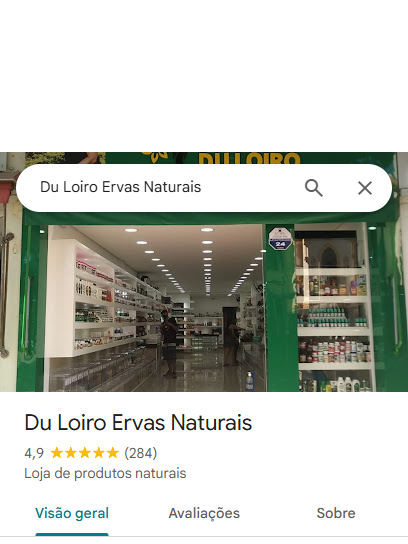 DU LOIRO
Du Loiro Ervas Naturais
24
Du Loiro Ervas Naturais
4,9 (284)
Loja de produtos naturais
Visão geral Avaliações Sobre